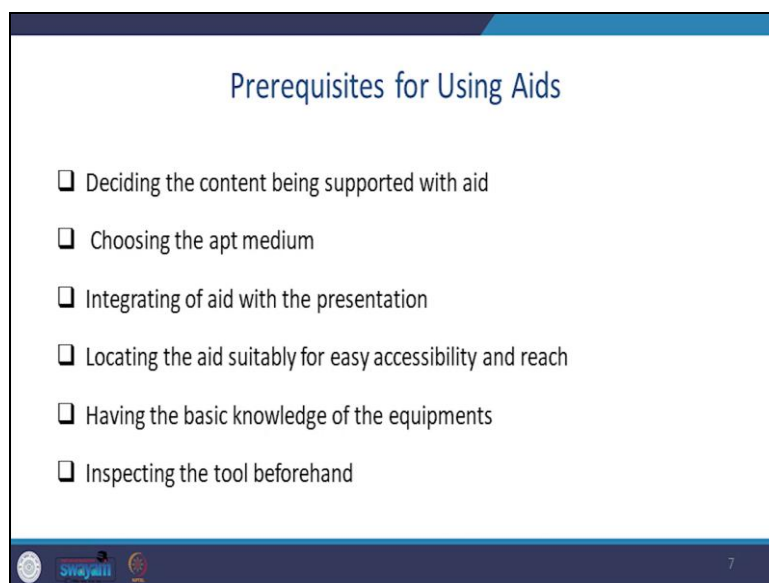 Prerequisites for Using Aids
❑ Deciding the content being supported with aid
❑ Choosing the apt medium
❑ Integrating of aid with the presentation
❑ Locating the aid suitably for easy accessibility and reach
❑ Having the basic knowledge of the equipments
❑ Inspecting the tool beforehand
swayam
7